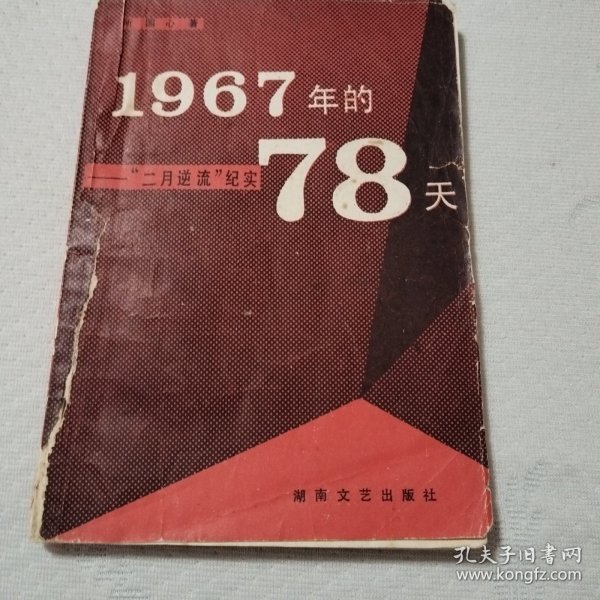 著
1967年的
78天
——“二月逆流”纪实
湖南文艺出版社
孔夫子旧书网
www.kongfz.com